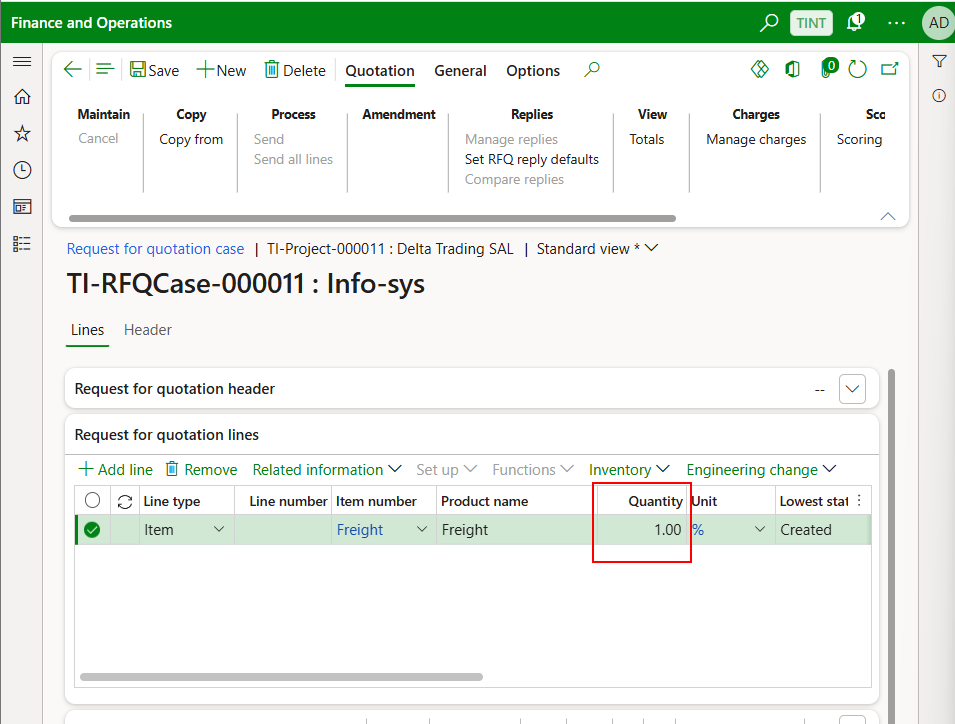 Finance and Operations TINT 1 ... AD
Save New Delete Quotation General Options 0
Maintain Copy Process Amendment Replies View Charges Sco
Cancel Copy from Send Manage replies Totals Manage charges Scoring
Send all lines Set RFQ reply defaults
Compare replies
Request for quotation case | TI-Project-000011 : Delta Trading SAL | Standard view *
TI-RFQCase-000011 : Info-sys
Lines Header
Request for quotation header --
Request for quotation lines
Add line Remove Related information Set up Functions Inventory Engineering change
Line type Line number Item number Product name Quantity Unit Lowest stat
Item Freight Freight 1.00 % Created